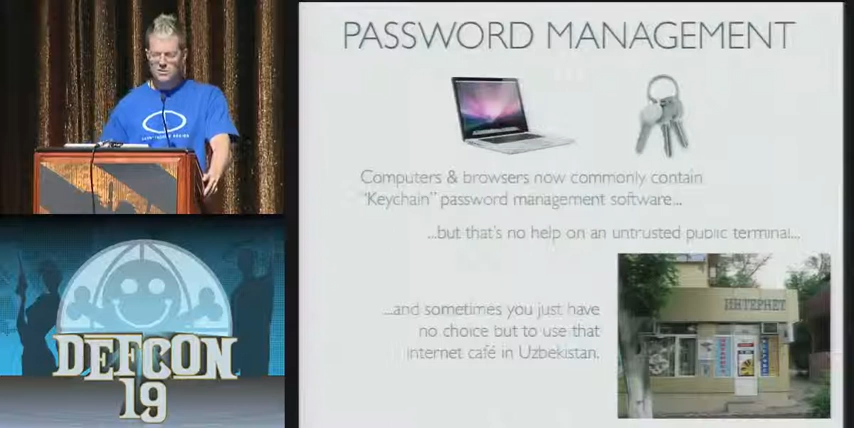 PASSWORD MANAGEMENT
Computers & browsers now commonly contain
"Keychain" password management software...
...but that's no help on an untrusted public terminal...
...and sometimes you just have
no choice but to use that
internet café in Uzbekistan.
ИНТЕРНЕТ
DEFCON
19